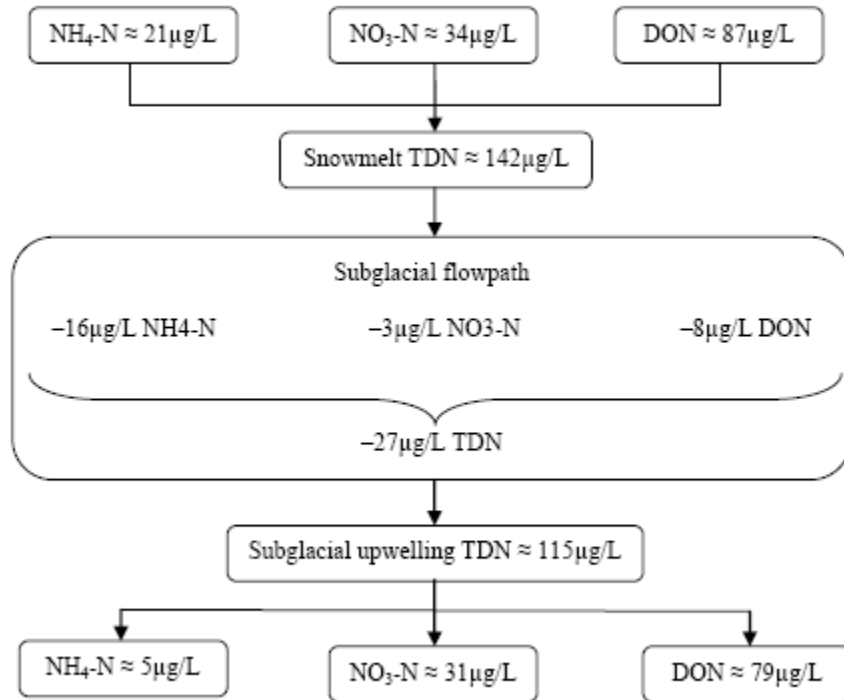 NH₄-N ≈ 21µg/L NO₃-N ≈ 34µg/L DON ≈ 87µg/L
Snowmelt TDN ≈ 142µg/L
Subglacial flowpath
–16µg/L NH4-N –3µg/L NO3-N –8µg/L DON
–27µg/L TDN
Subglacial upwelling TDN ≈ 115µg/L
NH₄-N ≈ 5µg/L NO₃-N ≈ 31µg/L DON ≈ 79µg/L